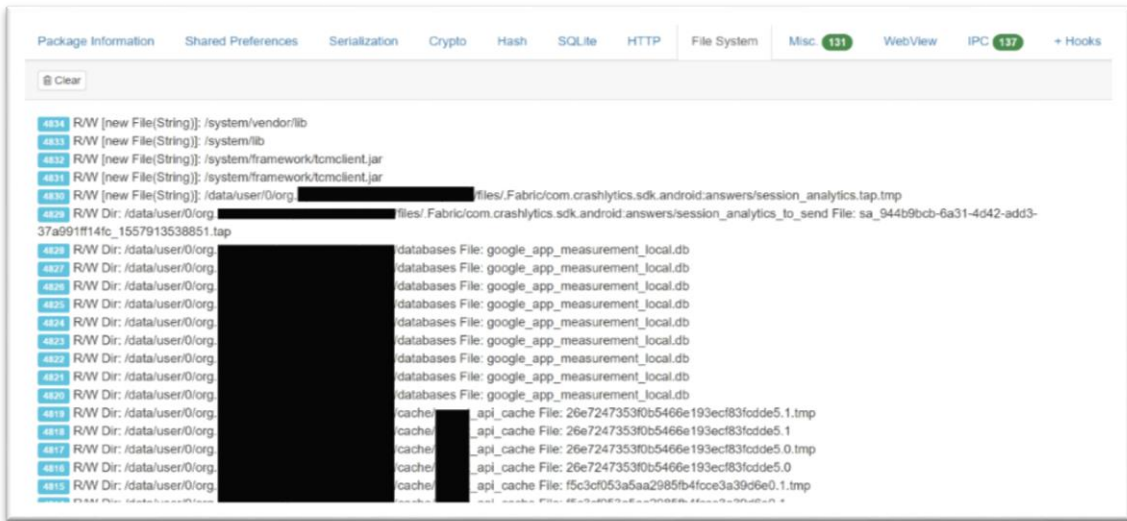 Package Information Shared Preferences Serialization Crypto Hash SQLite HTTP File System Misc. 131 WebView IPC 137 + Hooks
Clear
4834 R/W [new File(String)]: /system/vendor/lib
4833 R/W [new File(String)]: /system/lib
4832 R/W [new File(String)]: /system/framework/tcmclient.jar
4831 R/W [new File(String)]: /system/framework/tcmclient.jar
4830 R/W [new File(String)]: /data/user/0/org. /files/.Fabric/com.crashlytics.sdk.android:answers/session_analytics.tap.tmp
4829 R/W Dir: /data/user/0/org. /files/.Fabric/com.crashlytics.sdk.android:answers/session_analytics_to_send File: sa_944b9bcb-6a31-4d42-add3-
37a991ff14fc_1557913538851.tap
4828 R/W Dir: /data/user/0/org. /databases File: google_app_measurement_local.db
4827 R/W Dir: /data/user/0/org. /databases File: google_app_measurement_local.db
4826 R/W Dir: /data/user/0/org. /databases File: google_app_measurement_local.db
4825 R/W Dir: /data/user/0/org. /databases File: google_app_measurement_local.db
4824 R/W Dir: /data/user/0/org. /databases File: google_app_measurement_local.db
4823 R/W Dir: /data/user/0/org. /databases File: google_app_measurement_local.db
4822 R/W Dir: /data/user/0/org. /databases File: google_app_measurement_local.db
4821 R/W Dir: /data/user/0/org. /databases File: google_app_measurement_local.db
4820 R/W Dir: /data/user/0/org. /databases File: google_app_measurement_local.db
4819 R/W Dir: /data/user/0/org. /cache/ _api_cache File: 26e7247353f0b5466e193ecf83fcdde5.1.tmp
4818 R/W Dir: /data/user/0/org. /cache/ _api_cache File: 26e7247353f0b5466e193ecf83fcdde5.1
4817 R/W Dir: /data/user/0/org. /cache/ _api_cache File: 26e7247353f0b5466e193ecf83fcdde5.0.tmp
4816 R/W Dir: /data/user/0/org. /cache/ _api_cache File: 26e7247353f0b5466e193ecf83fcdde5.0
4815 R/W Dir: /data/user/0/org. /cache/ _api_cache File: f5c3cf053a5aa2985fb4fcce3a39d6e0.1.tmp